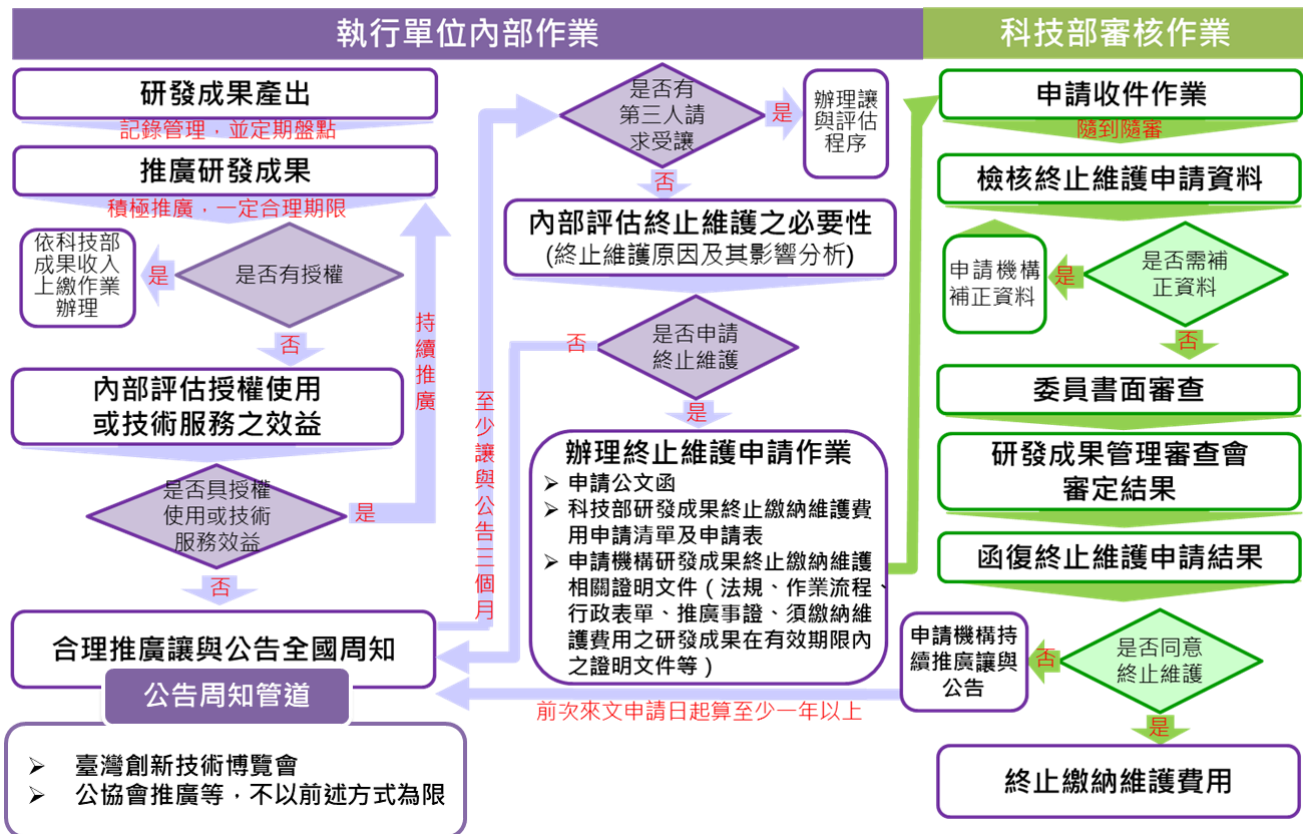 執行單位內部作業
科技部審核作業
研發成果產出
記錄管理，並定期盤點
推廣研發成果
積極推廣，一定合理期限
依科技部
成果收入
上繳作業
辦理
是
是否有授權
否
內部評估授權使用
或技術服務之效益
是否具授權
使用或技術
服務效益
是
持續推廣
否
合理推廣讓與公告全國周知
公告周知管道
➢ 臺灣創新技術博覽會
➢ 公協會推廣等，不以前述方式為限
至少讓與公告三個月
是否有
第三人請
求受讓
是
辦理讓
與評估
程序
否
內部評估終止維護之必要性
(終止維護原因及其影響分析)
是否申請
終止維護
否
是
辦理終止維護申請作業
➢ 申請公文函
➢ 科技部研發成果終止繳納維護費
用申請清單及申請表
➢ 申請機構研發成果終止繳納維護
相關證明文件（法規、作業流程、
行政表單、推廣事證、須繳納維
護費用之研發成果在有效期限內
之證明文件等）
申請收件作業
隨到隨審
檢核終止維護申請資料
申請機構
補正資料
是
是否需補
正資料
否
委員書面審查
研發成果管理審查會
審定結果
函復終止維護申請結果
申請機構持
續推廣讓與
公告
否
是否同意
終止維護
前次來文申請日起算至少一年以上
是
終止繳納維護費用